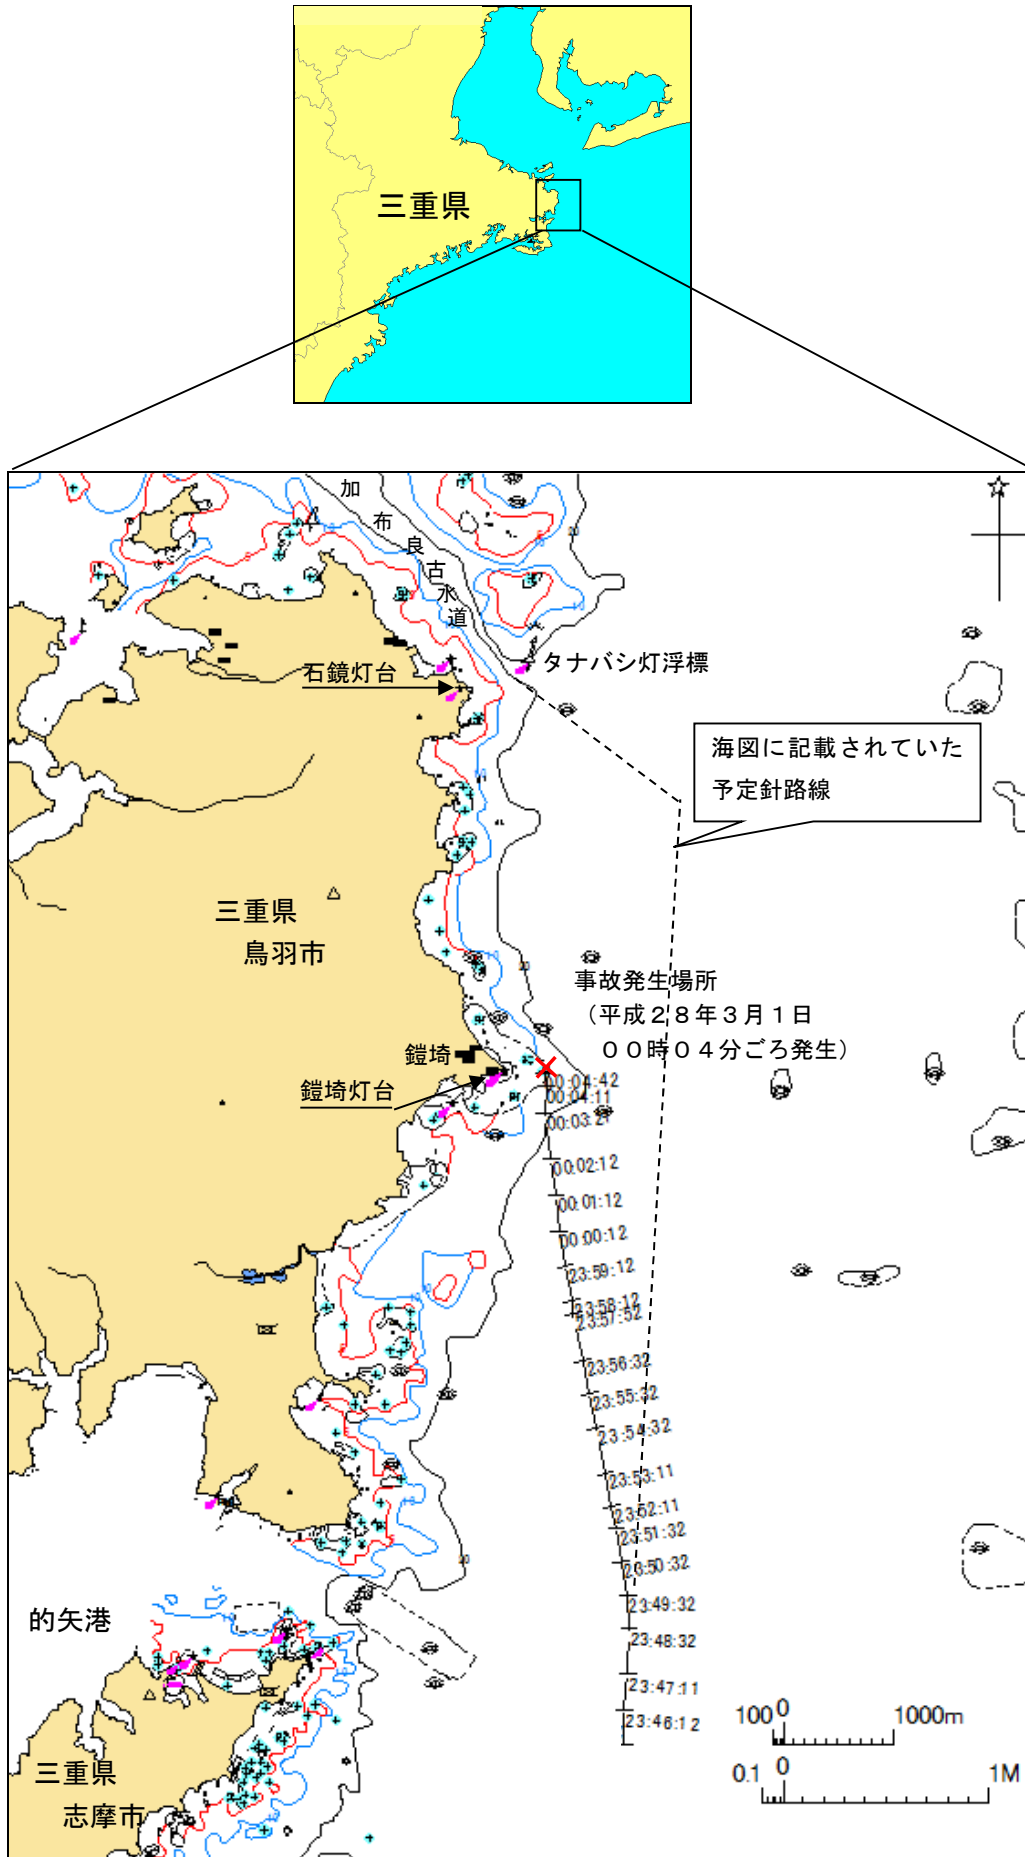 三重県
加
布
良
古
水
道
タナバシ灯浮標
石鏡灯台
海図に記載されていた
予定針路線
三重県
鳥羽市
事故発生場所
（平成２８年３月１日
００時０４分ごろ発生）
鎧埼
鎧埼灯台
00:04:42
00:04:11
00:03:21
00:02:12
00:01:12
00:00:12
23:59:12
23:58:12
23:57:52
23:56:32
23:55:32
23:54:32
23:53:11
23:52:11
23:51:32
23:50:32
23:49:32
23:48:32
23:47:11
23:46:12
的矢港
三重県
志摩市
100 0 1000m
0.1 0 1M